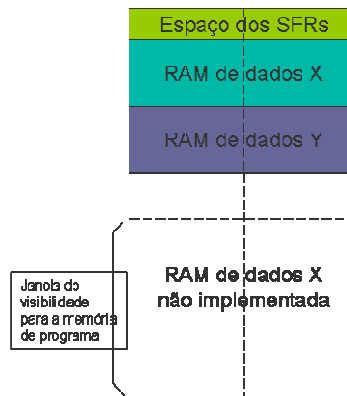 Espaço dos SFRs
RAM de dados X
RAM de dados Y
RAM de dados X
não implementada
Janela de
visibilidade
para a memória
de programa